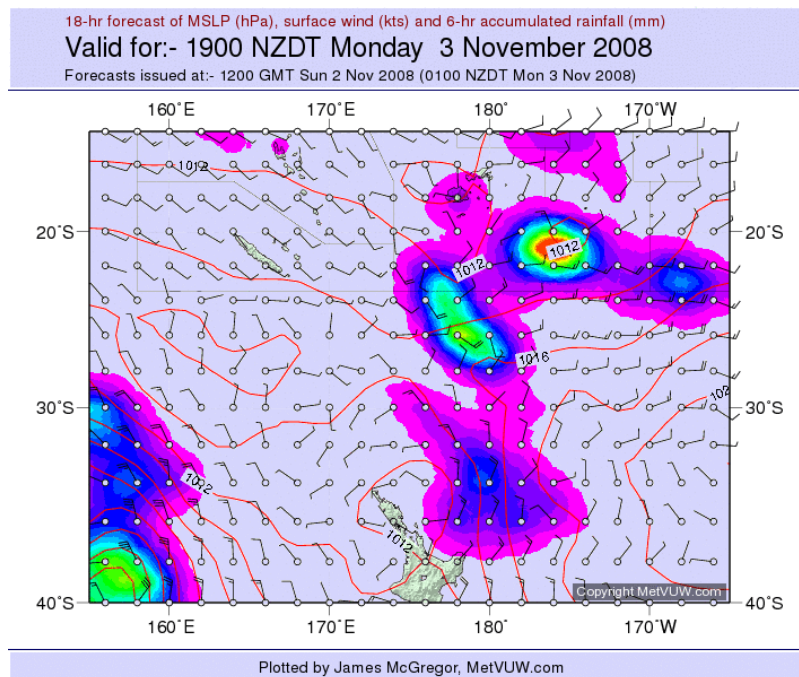 18-hr forecast of MSLP (hPa), surface wind (kts) and 6-hr accumulated rainfall (mm)
Valid for:- 1900 NZDT Monday 3 November 2008
Forecasts issued at:- 1200 GMT Sun 2 Nov 2008 (0100 NZDT Mon 3 Nov 2008)
160˚E 170˚E 180˚ 170˚W
1012
20˚S 20˚S
1012
1012
1016
102
30˚S 30˚S
1012
1012
Copyright MetVUW.com
40˚S 40˚S
160˚E 170˚E 180˚ 170˚W
Plotted by James McGregor, MetVUW.com